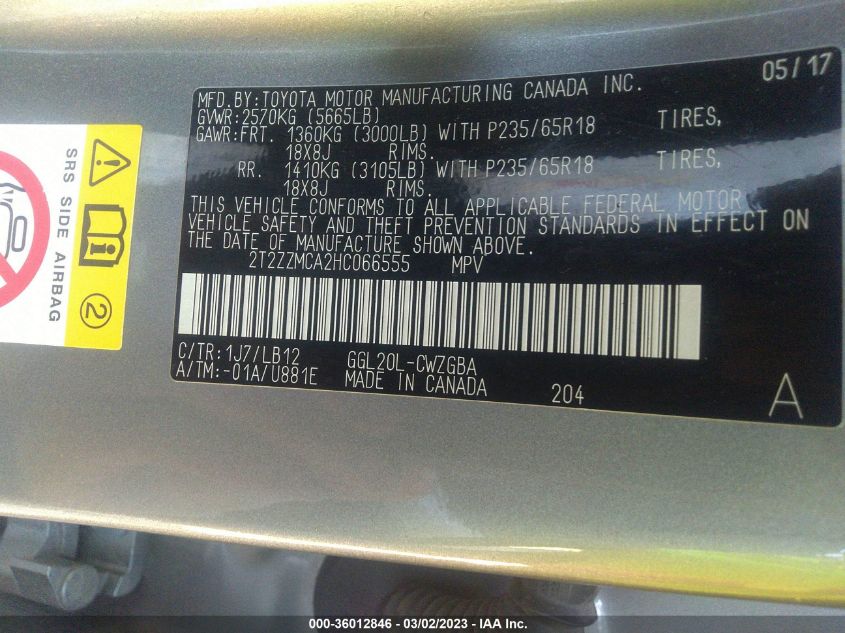 05/17
MFD.BY:TOYOTA MOTOR MANUFACTURING CANADA INC.
GVWR:2570KG (5665LB)
GAWR:FRT. 1360KG (3000LB) WITH P235/65R18 TIRES,
18X8J RIMS.
RR. 1410KG (3105LB) WITH P235/65R18 TIRES,
18X8J RIMS.
THIS VEHICLE CONFORMS TO ALL APPLICABLE FEDERAL MOTOR
VEHICLE SAFETY AND THEFT PREVENTION STANDARDS IN EFFECT ON
THE DATE OF MANUFACTURE SHOWN ABOVE.
2T2ZZMCA2HC066555 MPV
C/TR:1J7/LB12 GGL20L-CWZGBA
A/TM:-01A/U881E MADE IN CANADA 204 A
SRS SIDE AIRBAG
2
000-36012846 - 03/02/2023 - IAA Inc.